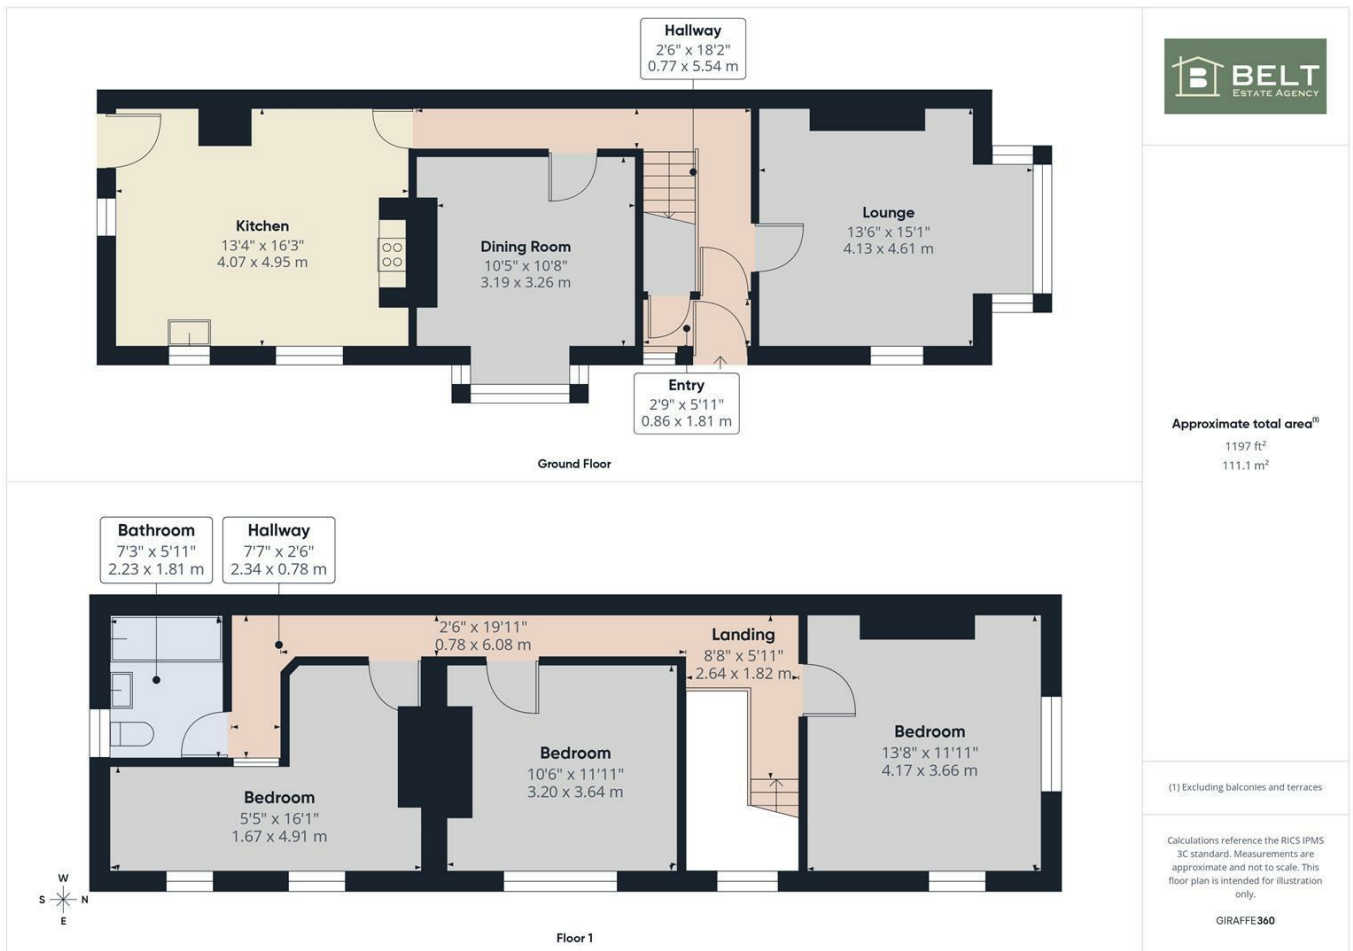 Hallway
2'6" x 18'2"
0.77 x 5.54 m
Kitchen
13'4" x 16'3"
4.07 x 4.95 m
Dining Room
10'5" x 10'8"
3.19 x 3.26 m
Lounge
13'6" x 15'1"
4.13 x 4.61 m
Entry
2'9" x 5'11"
0.86 x 1.81 m
Ground Floor
Bathroom
7'3" x 5'11"
2.23 x 1.81 m
Hallway
7'7" x 2'6"
2.34 x 0.78 m
2'6" x 19'11"
0.78 x 6.08 m
Landing
8'8" x 5'11"
2.64 x 1.82 m
Bedroom
5'5" x 16'1"
1.67 x 4.91 m
Bedroom
10'6" x 11'11"
3.20 x 3.64 m
Bedroom
13'8" x 11'11"
4.17 x 3.66 m
W
S N
E
Floor 1
B BELT
ESTATE AGENCY
Approximate total area(1)
1197 ft²
111.1 m²
(1) Excluding balconies and terraces
Calculations reference the RICS IPMS
3C standard. Measurements are
approximate and not to scale. This
floor plan is intended for illustration
only.
GIRAFFE360